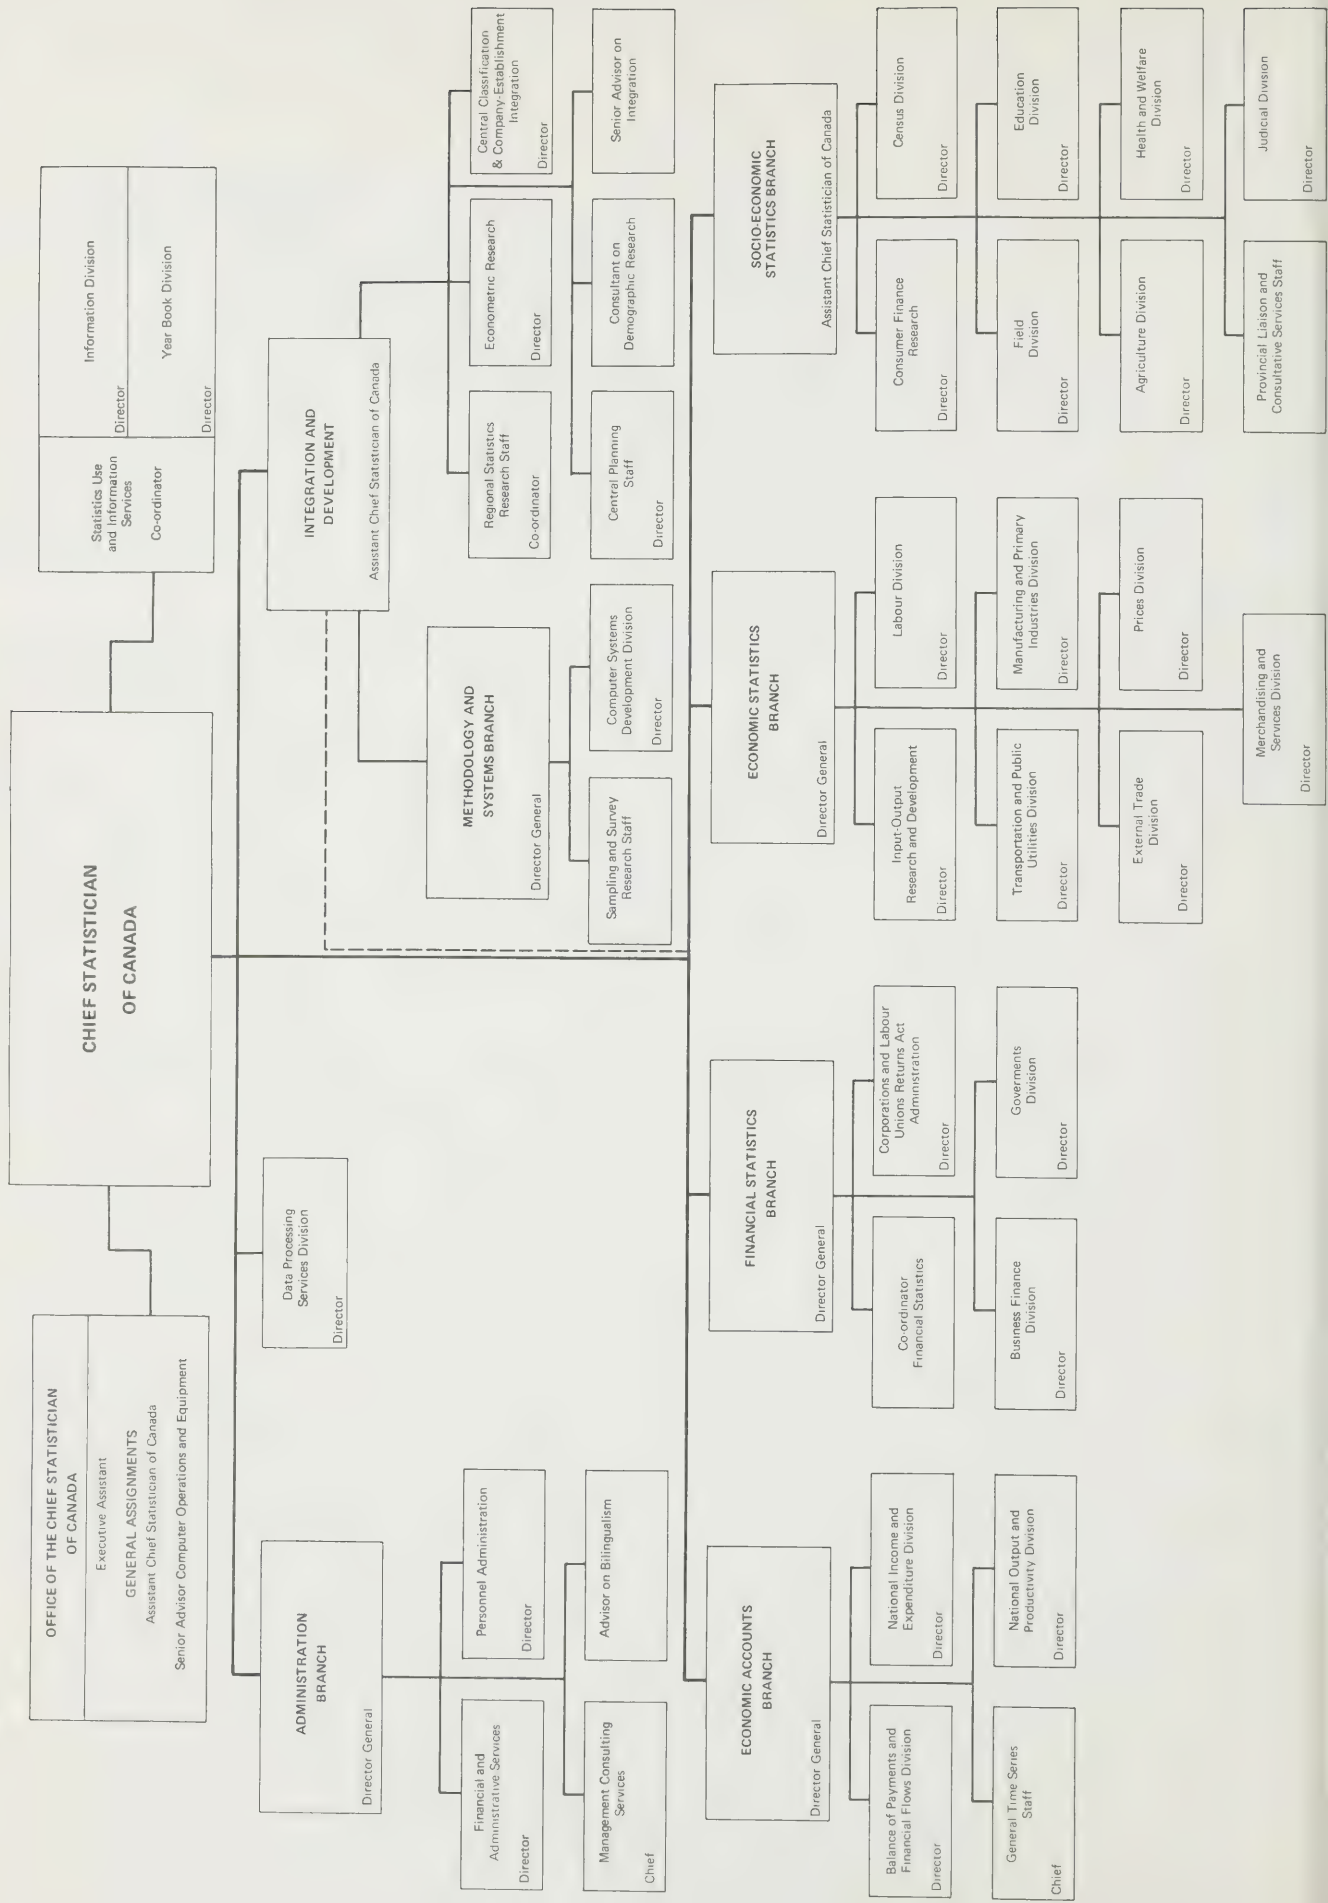 CHIEF STATISTICIAN
OF CANADA
OFFICE OF THE CHIEF STATISTICIAN
OF CANADA
Executive Assistant
GENERAL ASSIGNMENTS
Assistant Chief Statistician of Canada
Senior Advisor Computer Operations and Equipment
Statistics Use
and Information
Services
Co-ordinator
Information Division
Director
Year Book Division
Director
ADMINISTRATION
BRANCH
Director General
Financial and
Administrative Services
Director
Personnel Administration
Director
Management Consulting
Services
Chief
Advisor on Bilingualism
Data Processing
Services Division
Director
INTEGRATION AND
DEVELOPMENT
Assistant Chief Statistician of Canada
METHODOLOGY AND
SYSTEMS BRANCH
Director General
Sampling and Survey
Research Staff
Computer Systems
Development Division
Director
Regional Statistics
Research Staff
Co-ordinator
Econometric Research
Director
Central Classification
& Company-Establishment
Integration
Director
Central Planning
Staff
Director
Consultant on
Demographic Research
Senior Advisor on
Integration
ECONOMIC ACCOUNTS
BRANCH
Director General
Balance of Payments and
Financial Flows Division
Director
National Income and
Expenditure Division
Director
General Time Series
Staff
Chief
National Output and
Productivity Division
Director
FINANCIAL STATISTICS
BRANCH
Director General
Co-ordinator
Financial Statistics
Corporations and Labour
Unions Returns Act
Administration
Director
Business Finance
Division
Director
Goverments
Division
Director
ECONOMIC STATISTICS
BRANCH
Director General
Input-Output
Research and Development
Director
Labour Division
Director
Transportation and Public
Utilities Division
Director
Manufacturing and Primary
Industries Division
Director
External Trade
Division
Director
Prices Division
Director
Merchandising and
Services Division
Director
SOCIO-ECONOMIC
STATISTICS BRANCH
Assistant Chief Statistician of Canada
Consumer Finance
Research
Director
Census Division
Director
Field
Division
Director
Education
Division
Director
Agriculture Division
Director
Health and Welfare
Division
Director
Provincial Liaison and
Consultative Services Staff
Judicial Division
Director